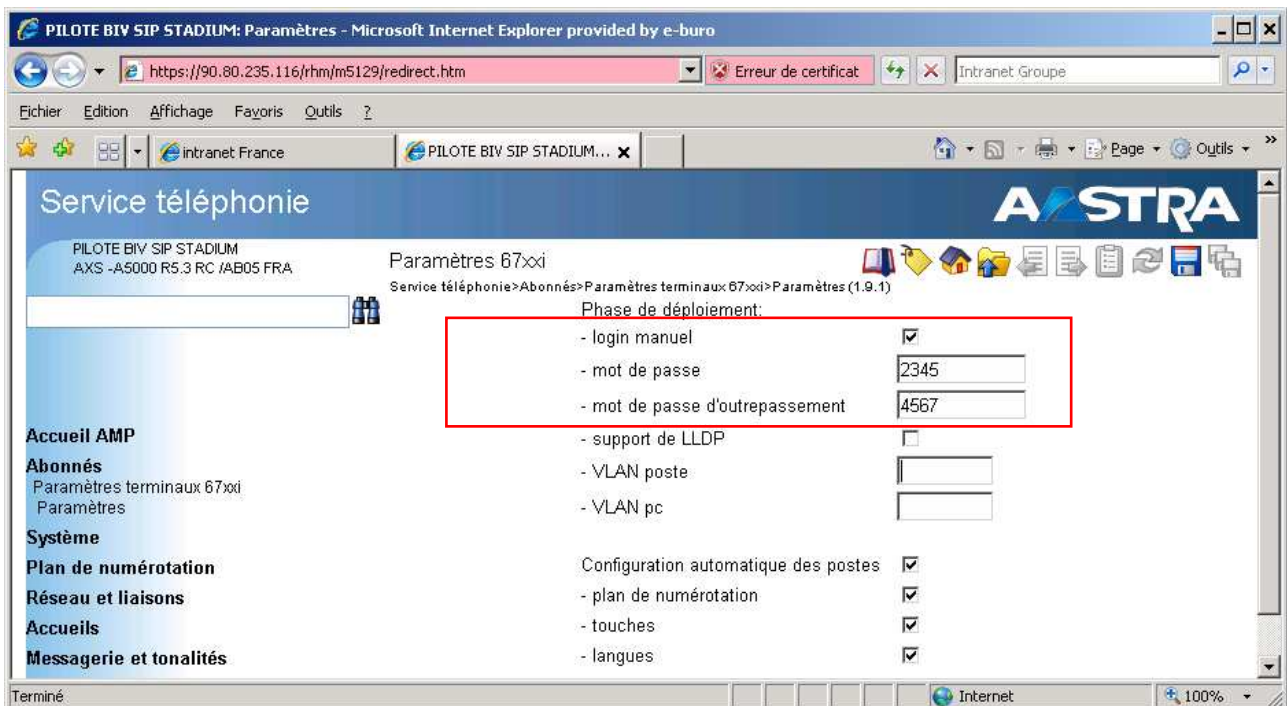 PILOTE BIV SIP STADIUM: Paramètres - Microsoft Internet Explorer provided by e-buro
https://90.80.235.116/rhm/m5129/redirect.htm
Erreur de certificat
Intranet Groupe
Fichier Edition Affichage Favoris Outils ?
intranet France
PILOTE BIV SIP STADIUM...
Page
Outils
»
Service téléphonie
AASTRA
PILOTE BIV SIP STADIUM
AXS -A5000 R5.3 RC /AB05 FRA
Paramètres 67xxi
Service téléphonie>Abonnés>Paramètres terminaux 67xxi>Paramètres (1.9.1)
Phase de déploiement:
- login manuel
- mot de passe 2345
- mot de passe d'outrepassement 4567
- support de LLDP
- VLAN poste
- VLAN pc
Configuration automatique des postes
- plan de numérotation
- touches
- langues
Accueil AMP
Abonnés
Paramètres terminaux 67xxi
Paramètres
Système
Plan de numérotation
Réseau et liaisons
Accueils
Messagerie et tonalités
Terminé
Internet
100%